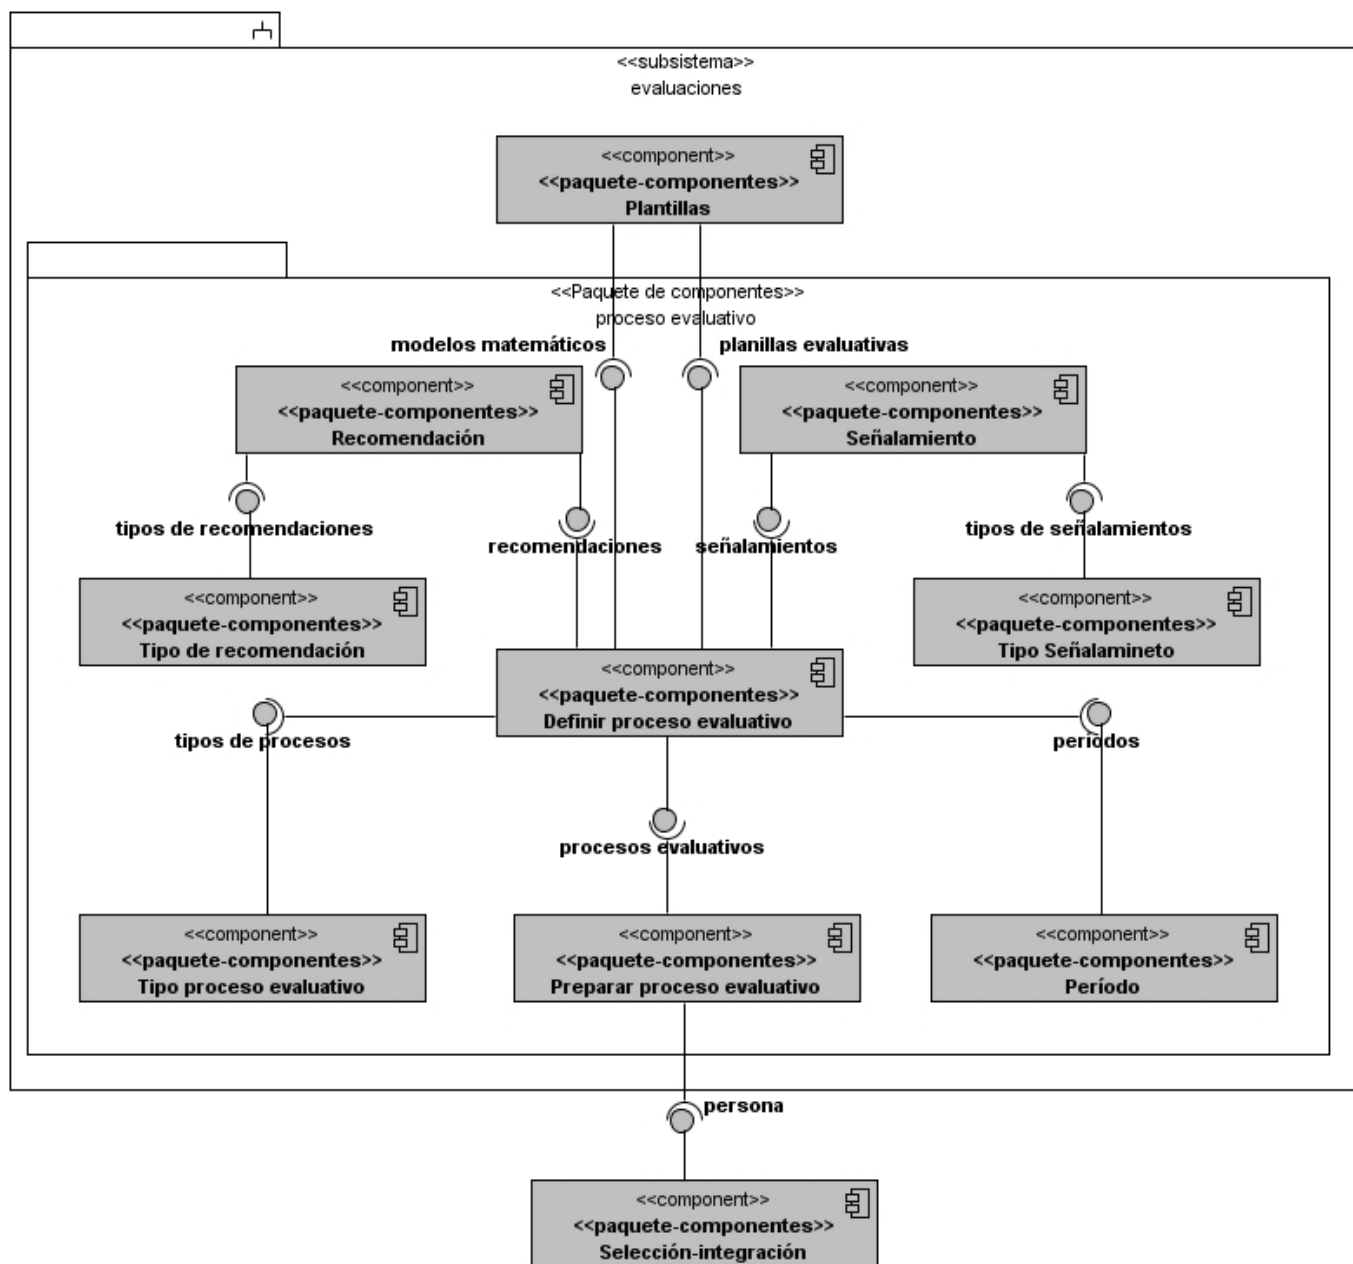 <<subsistema>>
evaluaciones
<<component>>
<<paquete-componentes>>
Plantillas
<<Paquete de componentes>>
proceso evaluativo
modelos matemáticos
planillas evaluativas
<<component>>
<<paquete-componentes>>
Recomendación
<<component>>
<<paquete-componentes>>
Señalamiento
tipos de recomendaciones
recomendaciones
señalamientos
tipos de señalamientos
<<component>>
<<paquete-componentes>>
Tipo de recomendación
<<component>>
<<paquete-componentes>>
Tipo Señalamineto
<<component>>
<<paquete-componentes>>
Definir proceso evaluativo
tipos de procesos
períodos
procesos evaluativos
<<component>>
<<paquete-componentes>>
Tipo proceso evaluativo
<<component>>
<<paquete-componentes>>
Preparar proceso evaluativo
<<component>>
<<paquete-componentes>>
Período
persona
<<component>>
<<paquete-componentes>>
Selección-integración